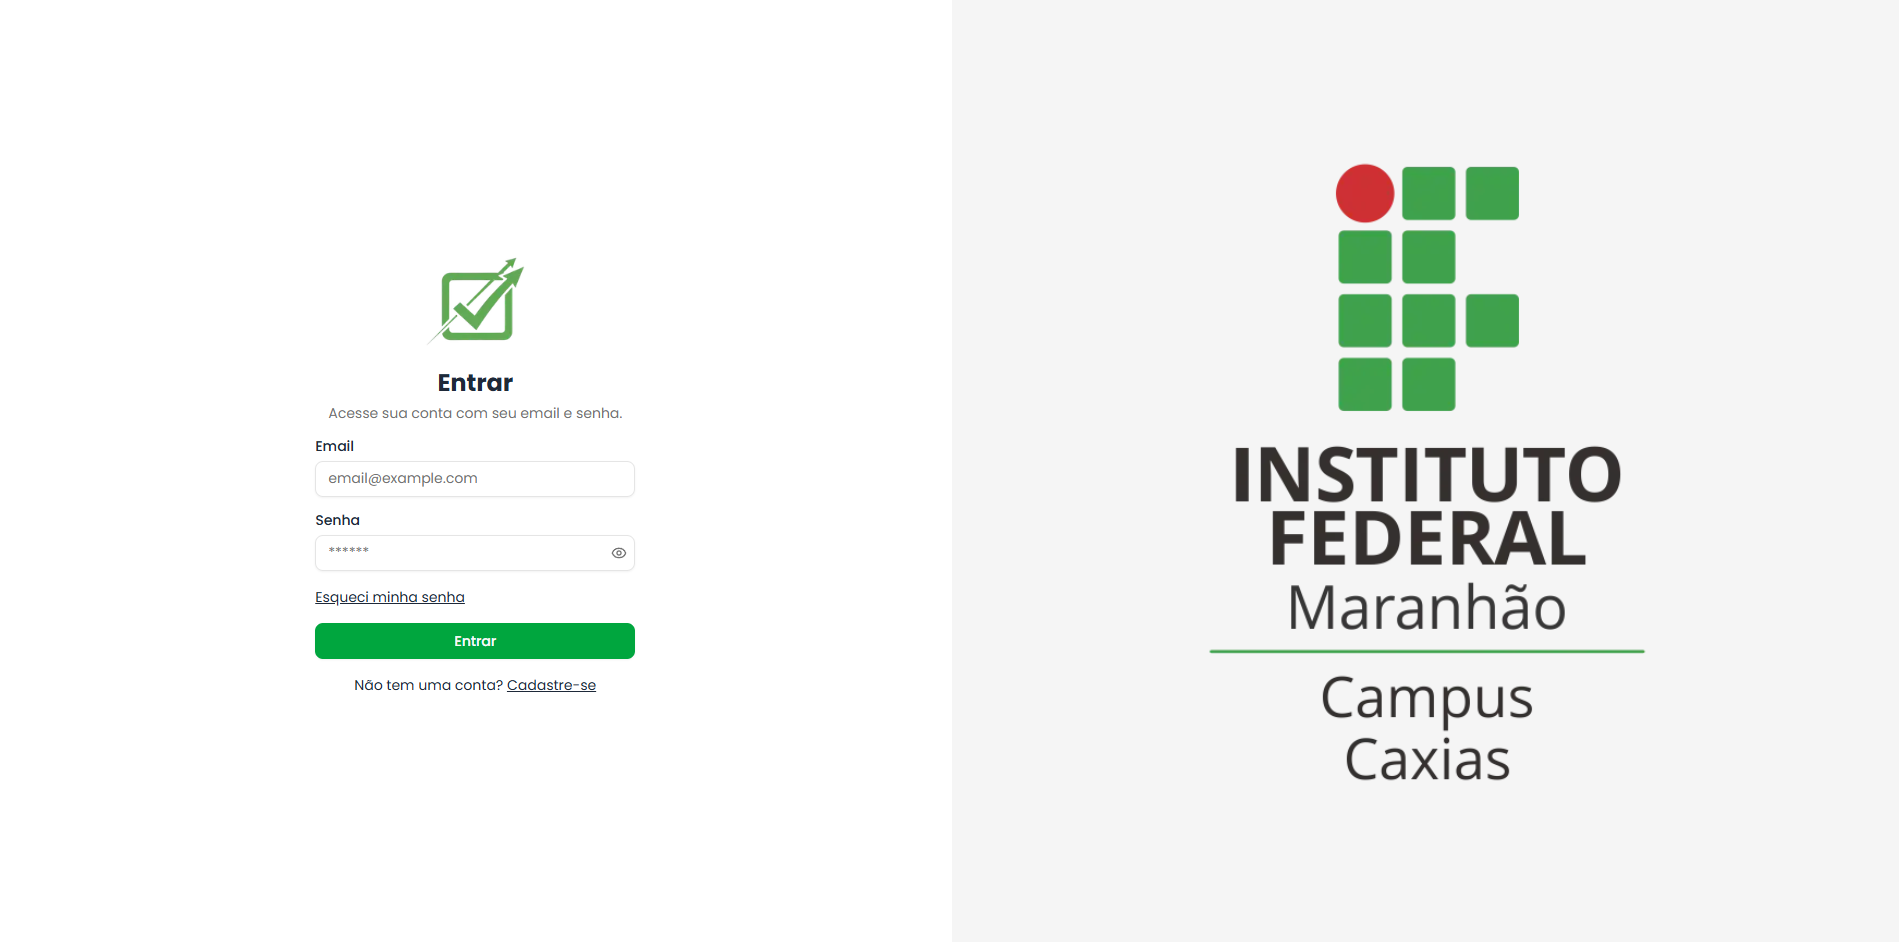 Entrar
Acesse sua conta com seu email e senha.
Email
email@example.com
Senha
******
Esqueci minha senha
Entrar
Não tem uma conta? Cadastre-se
INSTITUTO
FEDERAL
Maranhão
Campus
Caxias